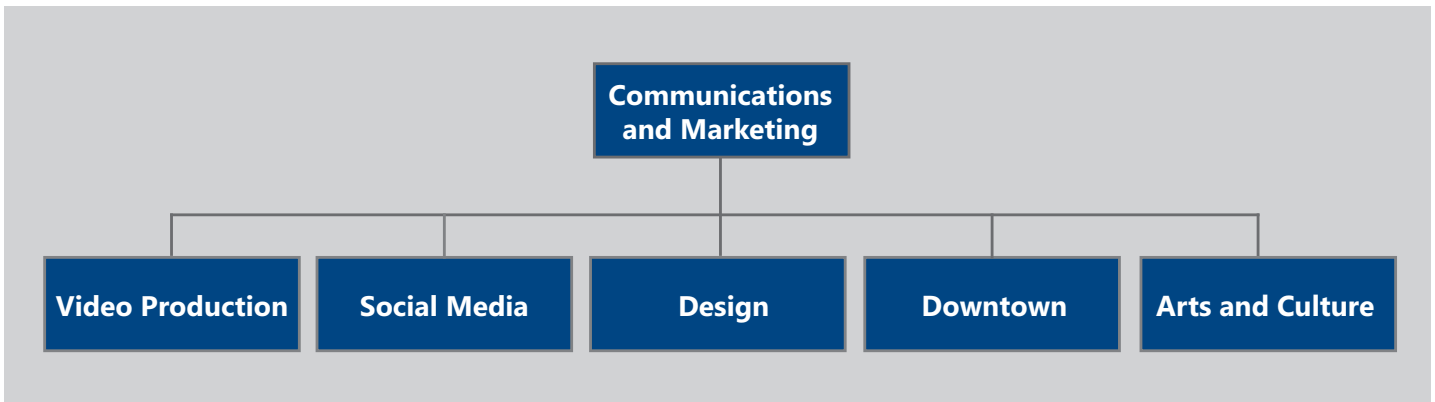 Communications
and Marketing
Video Production
Social Media
Design
Downtown
Arts and Culture